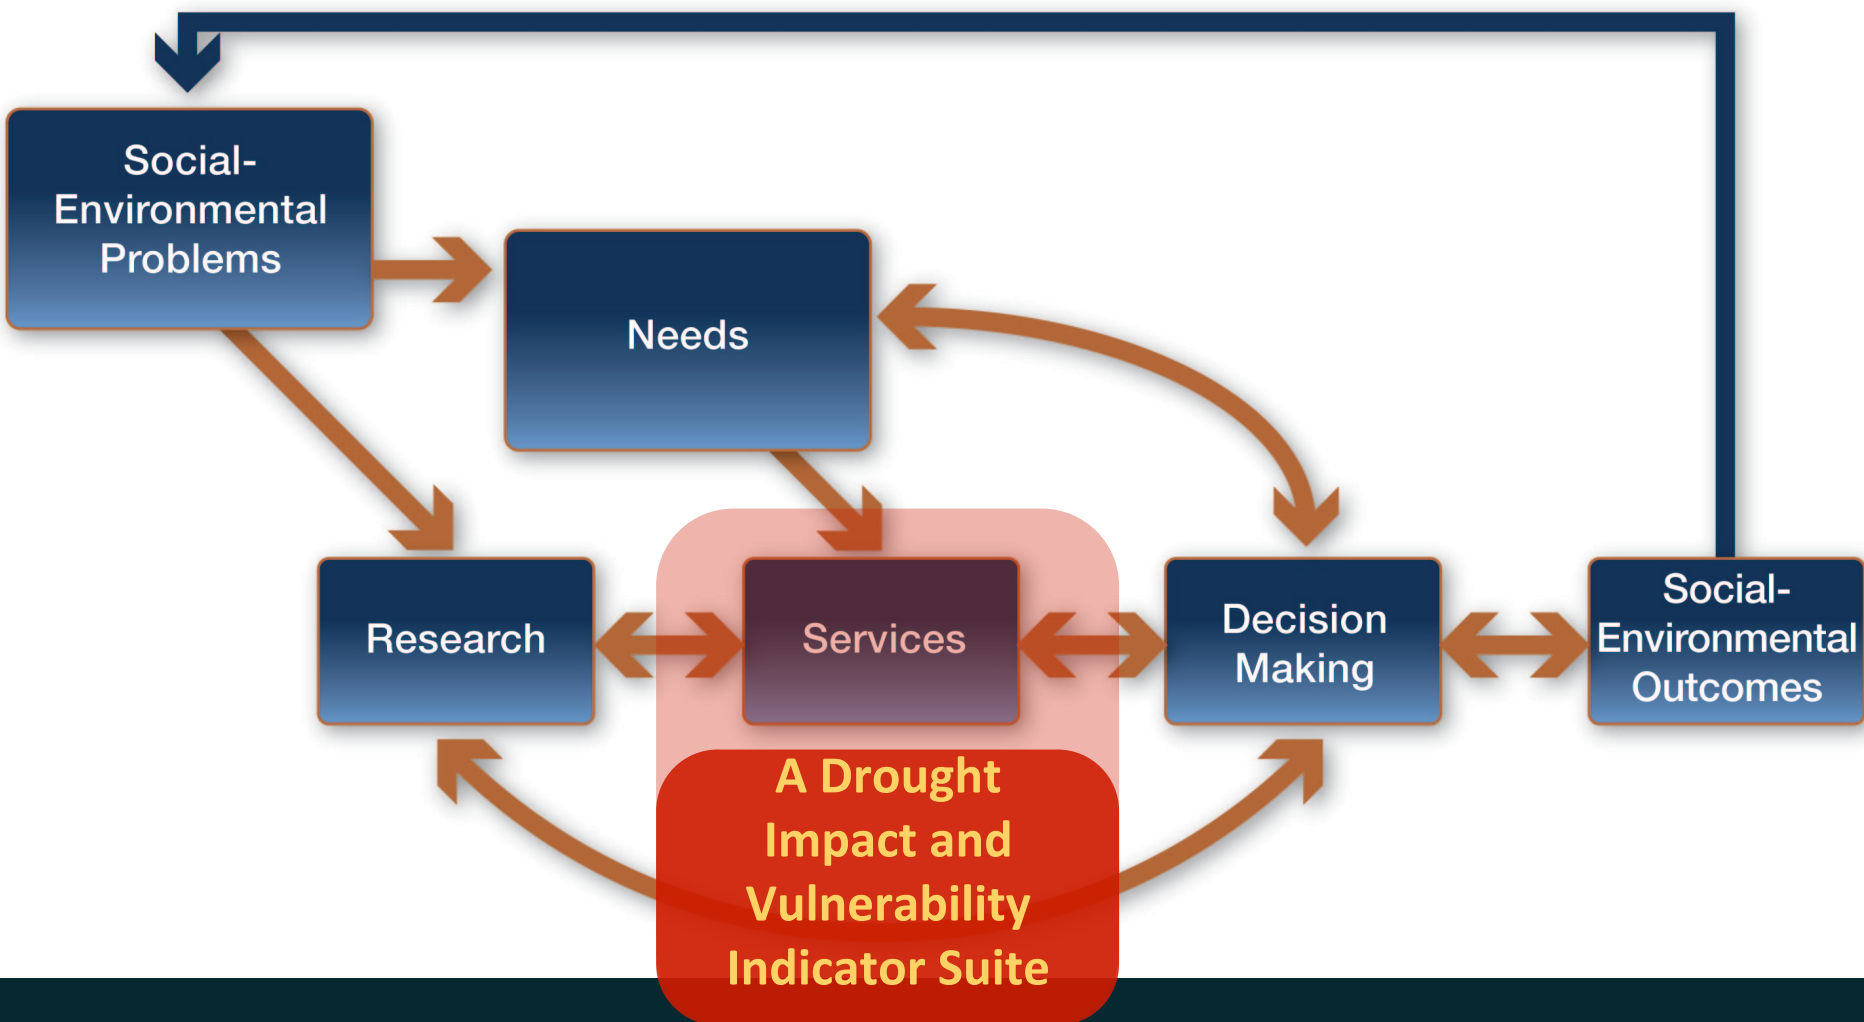 Social-
Environmental
Problems
Needs
Research
Services
Decision
Making
Social-
Environmental
Outcomes
A Drought
Impact and
Vulnerability
Indicator Suite